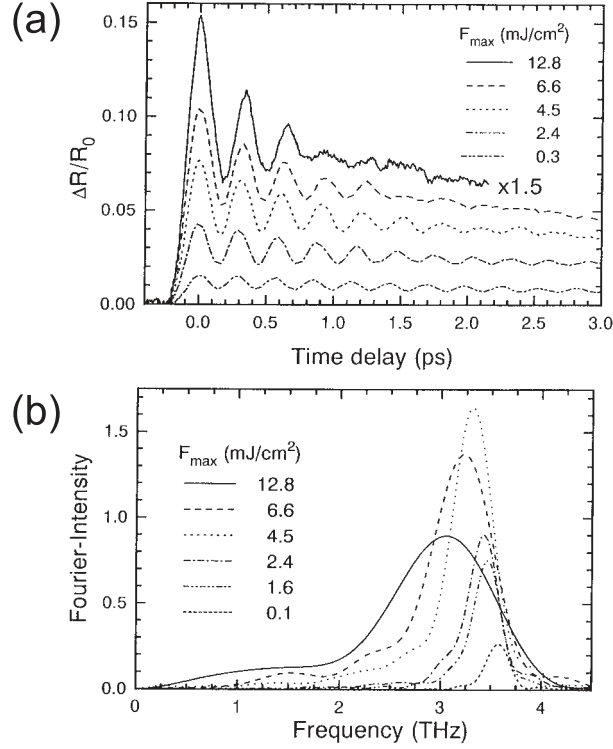 (a)
F_max (mJ/cm²)
12.8
6.6
4.5
2.4
0.3
x1.5
ΔR/R₀
0.15
0.10
0.05
0.00
0.0 0.5 1.0 1.5 2.0 2.5 3.0
Time delay (ps)
(b)
F_max (mJ/cm²)
12.8
6.6
4.5
2.4
1.6
0.1
Fourier-Intensity
1.5
1.0
0.5
0.0
0 1 2 3 4
Frequency (THz)